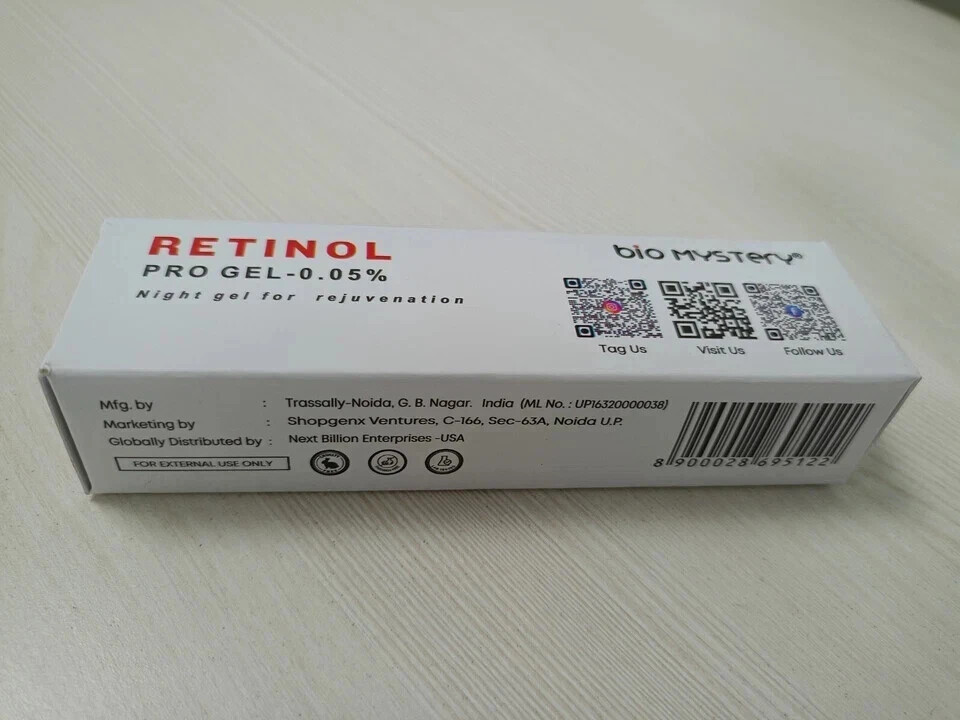 RETINOL
PRO GEL-0.05%
Night gel for rejuvenation
bio MYSTERY®
Tag Us
Visit Us
Follow Us
Mfg. by : Trassally-Noida, G. B. Nagar. India (ML No. : UP16320000038)
Marketing by : Shopgenx Ventures, C-166, Sec-63A, Noida U.P.
Globally Distributed by : Next Billion Enterprises -USA
FOR EXTERNAL USE ONLY
8 900028 695122